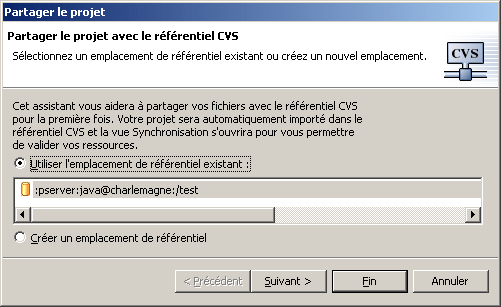 Partager le projet
Partager le projet avec le référentiel CVS
Sélectionnez un emplacement de référentiel existant ou créez un nouvel emplacement.
CVS
Cet assistant vous aidera à partager vos fichiers avec le référentiel CVS
pour la première fois. Votre projet sera automatiquement importé dans le
référentiel CVS et la vue Synchronisation s'ouvrira pour vous permettre
de valider vos ressources.
Utiliser l'emplacement de référentiel existant :
:pserver:java@charlemagne:/test
Créer un emplacement de référentiel
< Précédent Suivant > Fin Annuler